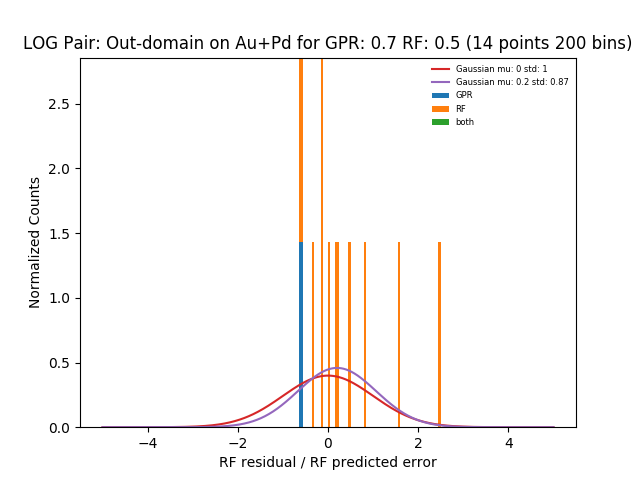 LOG Pair: Out-domain on Au+Pd for GPR: 0.7 RF: 0.5 (14 points 200 bins)
Gaussian mu: 0 std: 1
Gaussian mu: 0.2 std: 0.87
GPR
RF
both
2.5
2.0
1.5
1.0
0.5
0.0
Normalized Counts
−4
−2
0
2
4
RF residual / RF predicted error